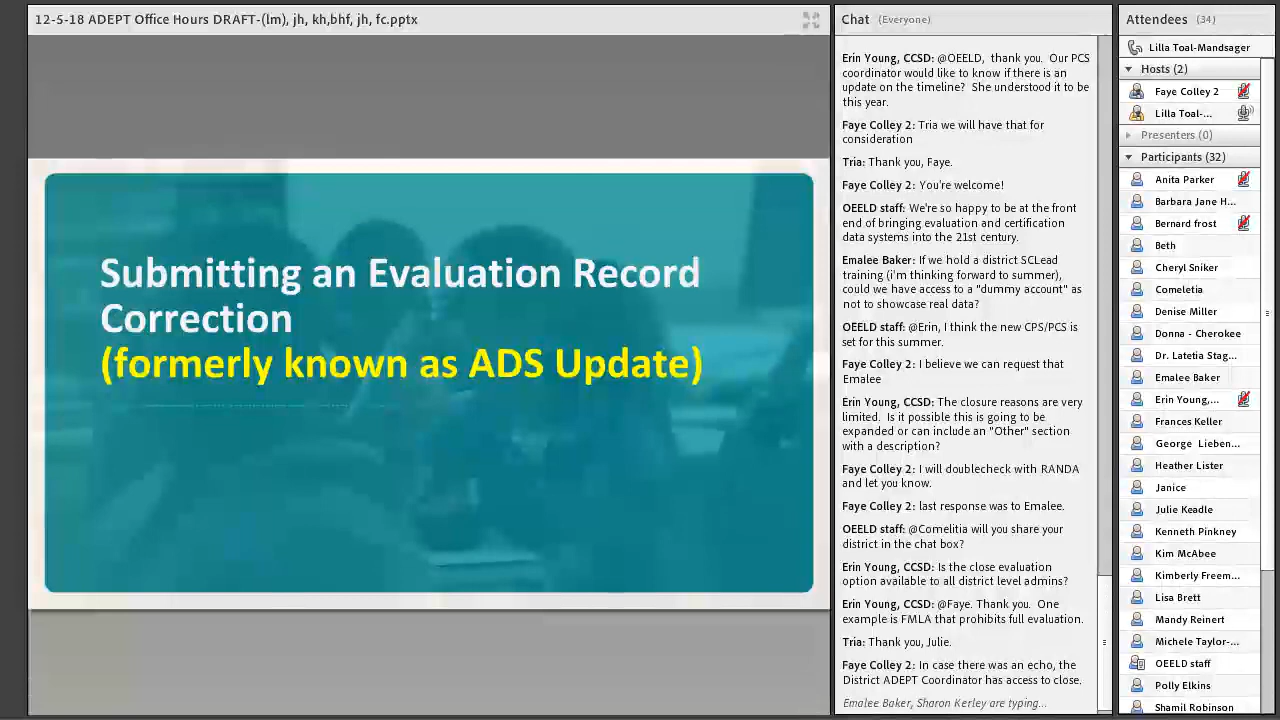 12-5-18 ADEPT Office Hours DRAFT-(lm), jh, kh,bhf, jh, fc.pptx
Submitting an Evaluation Record
Correction
(formerly known as ADS Update)
Chat (Everyone)
Erin Young, CCSD: @OEELD, thank you. Our PCS
coordinator would like to know if there is an
update on the timeline? She understood it to be
this year.
Faye Colley 2: Tria we will have that for
consideration
Tria: Thank you, Faye.
Faye Colley 2: You're welcome!
OEELD staff: We're so happy to be at the front
end of bringing evaluation and certification
data systems into the 21st century.
Emalee Baker: If we hold a district SCLead
training (i'm thinking forward to summer),
could we have access to a "dummy account" as
not to showcase real data?
OEELD staff: @Erin, I think the new CPS/PCS is
set for this summer.
Faye Colley 2: I believe we can request that
Emalee
Erin Young, CCSD: The closure reasons are very
limited. Is it possible this is going to be
expanded or can include an "Other" section
with a description?
Faye Colley 2: I will doublecheck with RANDA
and let you know.
Faye Colley 2: last response was to Emalee.
OEELD staff: @Comelitia will you share your
district in the chat box?
Erin Young, CCSD: Is the close evaluation
option available to all district level admins?
Erin Young, CCSD: @Faye. Thank you. One
example is FMLA that prohibits full evaluation.
Tria: Thank you, Julie.
Faye Colley 2: In case there was an echo, the
District ADEPT Coordinator has access to close.
Emalee Baker, Sharon Kerley are typing...
Attendees (34)
Lilla Toal-Mandsager
Hosts (2)
Faye Colley 2
Lilla Toal-...
Presenters (0)
Participants (32)
Anita Parker
Barbara Jane H...
Bernard frost
Beth
Cheryl Sniker
Comeletia
Denise Miller
Donna - Cherokee
Dr. Latetia Stag...
Emalee Baker
Erin Young,...
Frances Keller
George Lieben...
Heather Lister
Janice
Julie Keadle
Kenneth Pinkney
Kim McAbee
Kimberly Freem...
Lisa Brett
Mandy Reinert
Michele Taylor-...
OEELD staff
Polly Elkins
Shamil Robinson